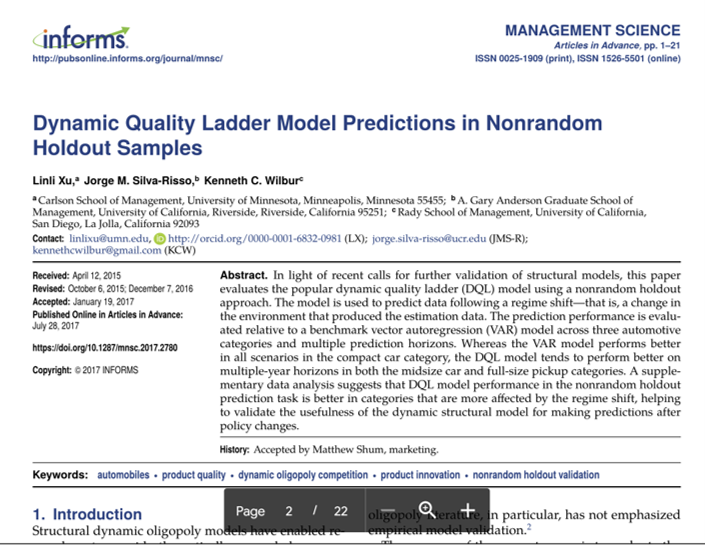 informs
http://pubsonline.informs.org/journal/mnsc/
MANAGEMENT SCIENCE
Articles in Advance, pp. 1–21
ISSN 0025-1909 (print), ISSN 1526-5501 (online)
Dynamic Quality Ladder Model Predictions in Nonrandom
Holdout Samples
Linli Xu,a Jorge M. Silva-Risso,b Kenneth C. Wilburc
a Carlson School of Management, University of Minnesota, Minneapolis, Minnesota 55455; b A. Gary Anderson Graduate School of
Management, University of California, Riverside, Riverside, California 95251; c Rady School of Management, University of California,
San Diego, La Jolla, California 92093
Contact: linlixu@umn.edu, iD http://orcid.org/0000-0001-6832-0981 (LX); jorge.silva-risso@ucr.edu (JMS-R);
kennethcwilbur@gmail.com (KCW)
Received: April 12, 2015
Revised: October 6, 2015; December 7, 2016
Accepted: January 19, 2017
Published Online in Articles in Advance:
July 28, 2017
https://doi.org/10.1287/mnsc.2017.2780
Copyright: © 2017 INFORMS
Abstract. In light of recent calls for further validation of structural models, this paper
evaluates the popular dynamic quality ladder (DQL) model using a nonrandom holdout
approach. The model is used to predict data following a regime shift—that is, a change in
the environment that produced the estimation data. The prediction performance is evalu-
ated relative to a benchmark vector autoregression (VAR) model across three automotive
categories and multiple prediction horizons. Whereas the VAR model performs better
in all scenarios in the compact car category, the DQL model tends to perform better on
multiple-year horizons in both the midsize car and full-size pickup categories. A supple-
mentary data analysis suggests that DQL model performance in the nonrandom holdout
prediction task is better in categories that are more affected by the regime shift, helping
to validate the usefulness of the dynamic structural model for making predictions after
policy changes.
History: Accepted by Matthew Shum, marketing.
Keywords: automobiles • product quality • dynamic oligopoly competition • product innovation • nonrandom holdout validation
1. Introduction
Structural dynamic oligopoly models have enabled re-
oligopoly literature, in particular, has not emphasized
empirical model validation.2
Page 2 / 22